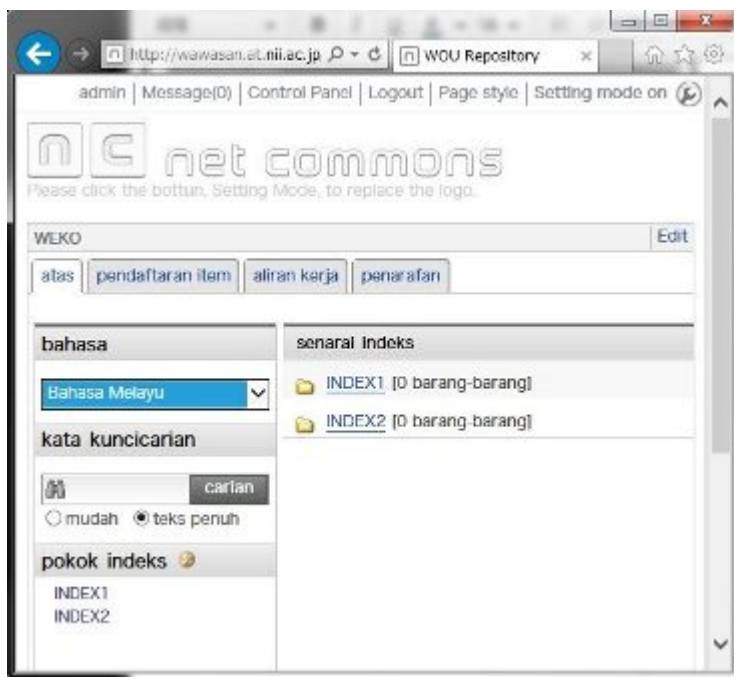 http://wawasan.at.nii.ac.jp
WOU Repository
admin | Message(0) | Control Panel | Logout | Page style | Setting mode on
nc net commons
Please click the bottun, Setting Mode, to replace the logo.
WEKO Edit
atas pendaftaran item aliran kerja penarafan
bahasa
Bahasa Melayu
kata kuncicarian
carian
mudah teks penuh
pokok indeks
INDEX1
INDEX2
senarai indeks
INDEX1 [0 barang-barang]
INDEX2 [0 barang-barang]